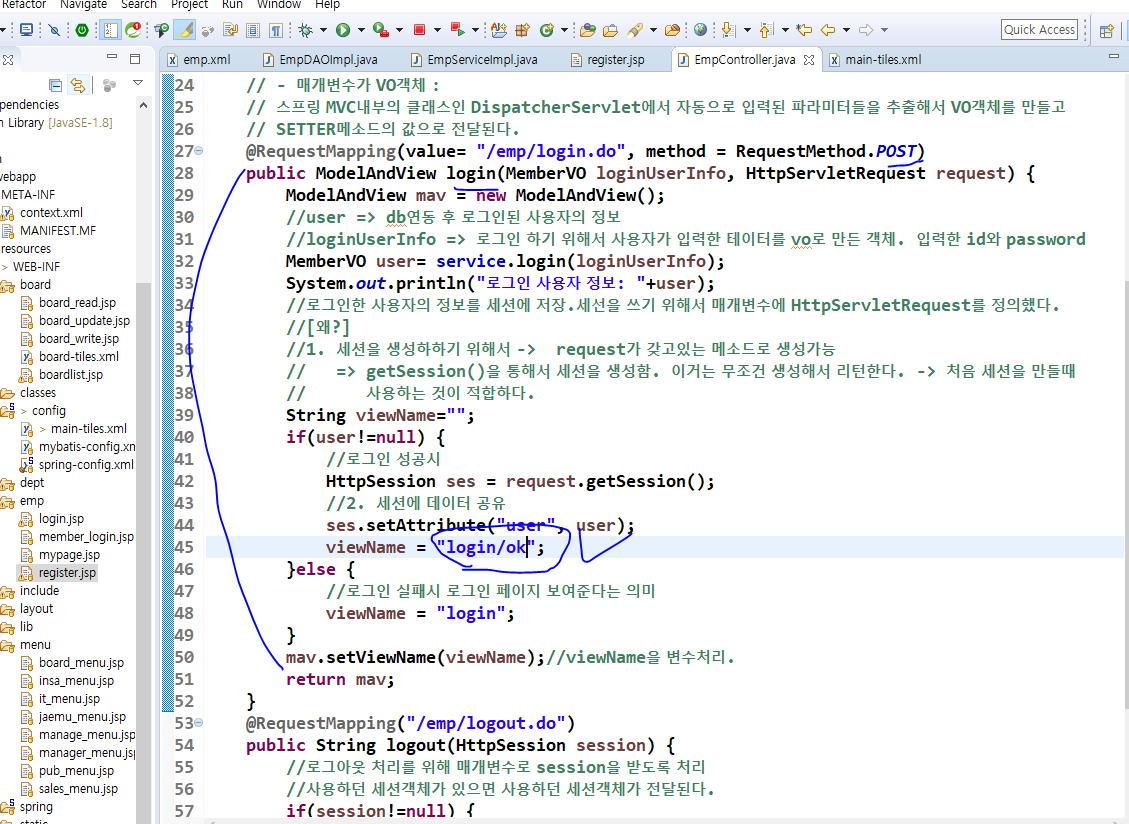 Refactor Navigate Search Project Run Window Help
Quick Access
emp.xml EmpDAOImpl.java EmpServiceImpl.java register.jsp EmpController.java main-tiles.xml
pendencies
n Library [JavaSE-1.8]
webapp
META-INF
context.xml
MANIFEST.MF
resources
> WEB-INF
board
board_read.jsp
board_update.jsp
board_write.jsp
board-tiles.xml
boardlist.jsp
classes
> config
> main-tiles.xml
mybatis-config.xn
spring-config.xml
dept
emp
login.jsp
member_login.jsp
mypage.jsp
register.jsp
include
layout
lib
menu
board_menu.jsp
insa_menu.jsp
it_menu.jsp
jaemu_menu.jsp
manage_menu.jsp
manager_menu.jsp
pub_menu.jsp
sales_menu.jsp
spring
static
24 // - 매개변수가 VO객체 :
25 // 스프링 MVC내부의 클래스인 DispatcherServlet에서 자동으로 입력된 파라미터들을 추출해서 VO객체를 만들고
26 // SETTER메소드의 값으로 전달된다.
27 @RequestMapping(value= "/emp/login.do", method = RequestMethod.POST)
28 public ModelAndView login(MemberVO loginUserInfo, HttpServletRequest request) {
29 ModelAndView mav = new ModelAndView();
30 //user => db연동 후 로그인된 사용자의 정보
31 //loginUserInfo => 로그인 하기 위해서 사용자가 입력한 테이터를 vo로 만든 객체. 입력한 id와 password
32 MemberVO user= service.login(loginUserInfo);
33 System.out.println("로그인 사용자 정보: "+user);
34 //로그인한 사용자의 정보를 세션에 저장.세션을 쓰기 위해서 매개변수에 HttpServletRequest를 정의했다.
35 //[왜?]
36 //1. 세션을 생성하하기 위해서 -> request가 갖고있는 메소드로 생성가능
37 // => getSession()을 통해서 세션을 생성함. 이거는 무조건 생성해서 리턴한다. -> 처음 세션을 만들때
38 // 사용하는 것이 적합하다.
39 String viewName="";
40 if(user!=null) {
41 //로그인 성공시
42 HttpSession ses = request.getSession();
43 //2. 세션에 데이터 공유
44 ses.setAttribute("user", user);
45 viewName = "login/ok";
46 }else {
47 //로그인 실패시 로그인 페이지 보여준다는 의미
48 viewName = "login";
49 }
50 mav.setViewName(viewName);//viewName을 변수처리.
51 return mav;
52 }
53 @RequestMapping("/emp/logout.do")
54 public String logout(HttpSession session) {
55 //로그아웃 처리를 위해 매개변수로 session을 받도록 처리
56 //사용하던 세션객체가 있으면 사용하던 세션객체가 전달된다.
57 if(session!=null) {